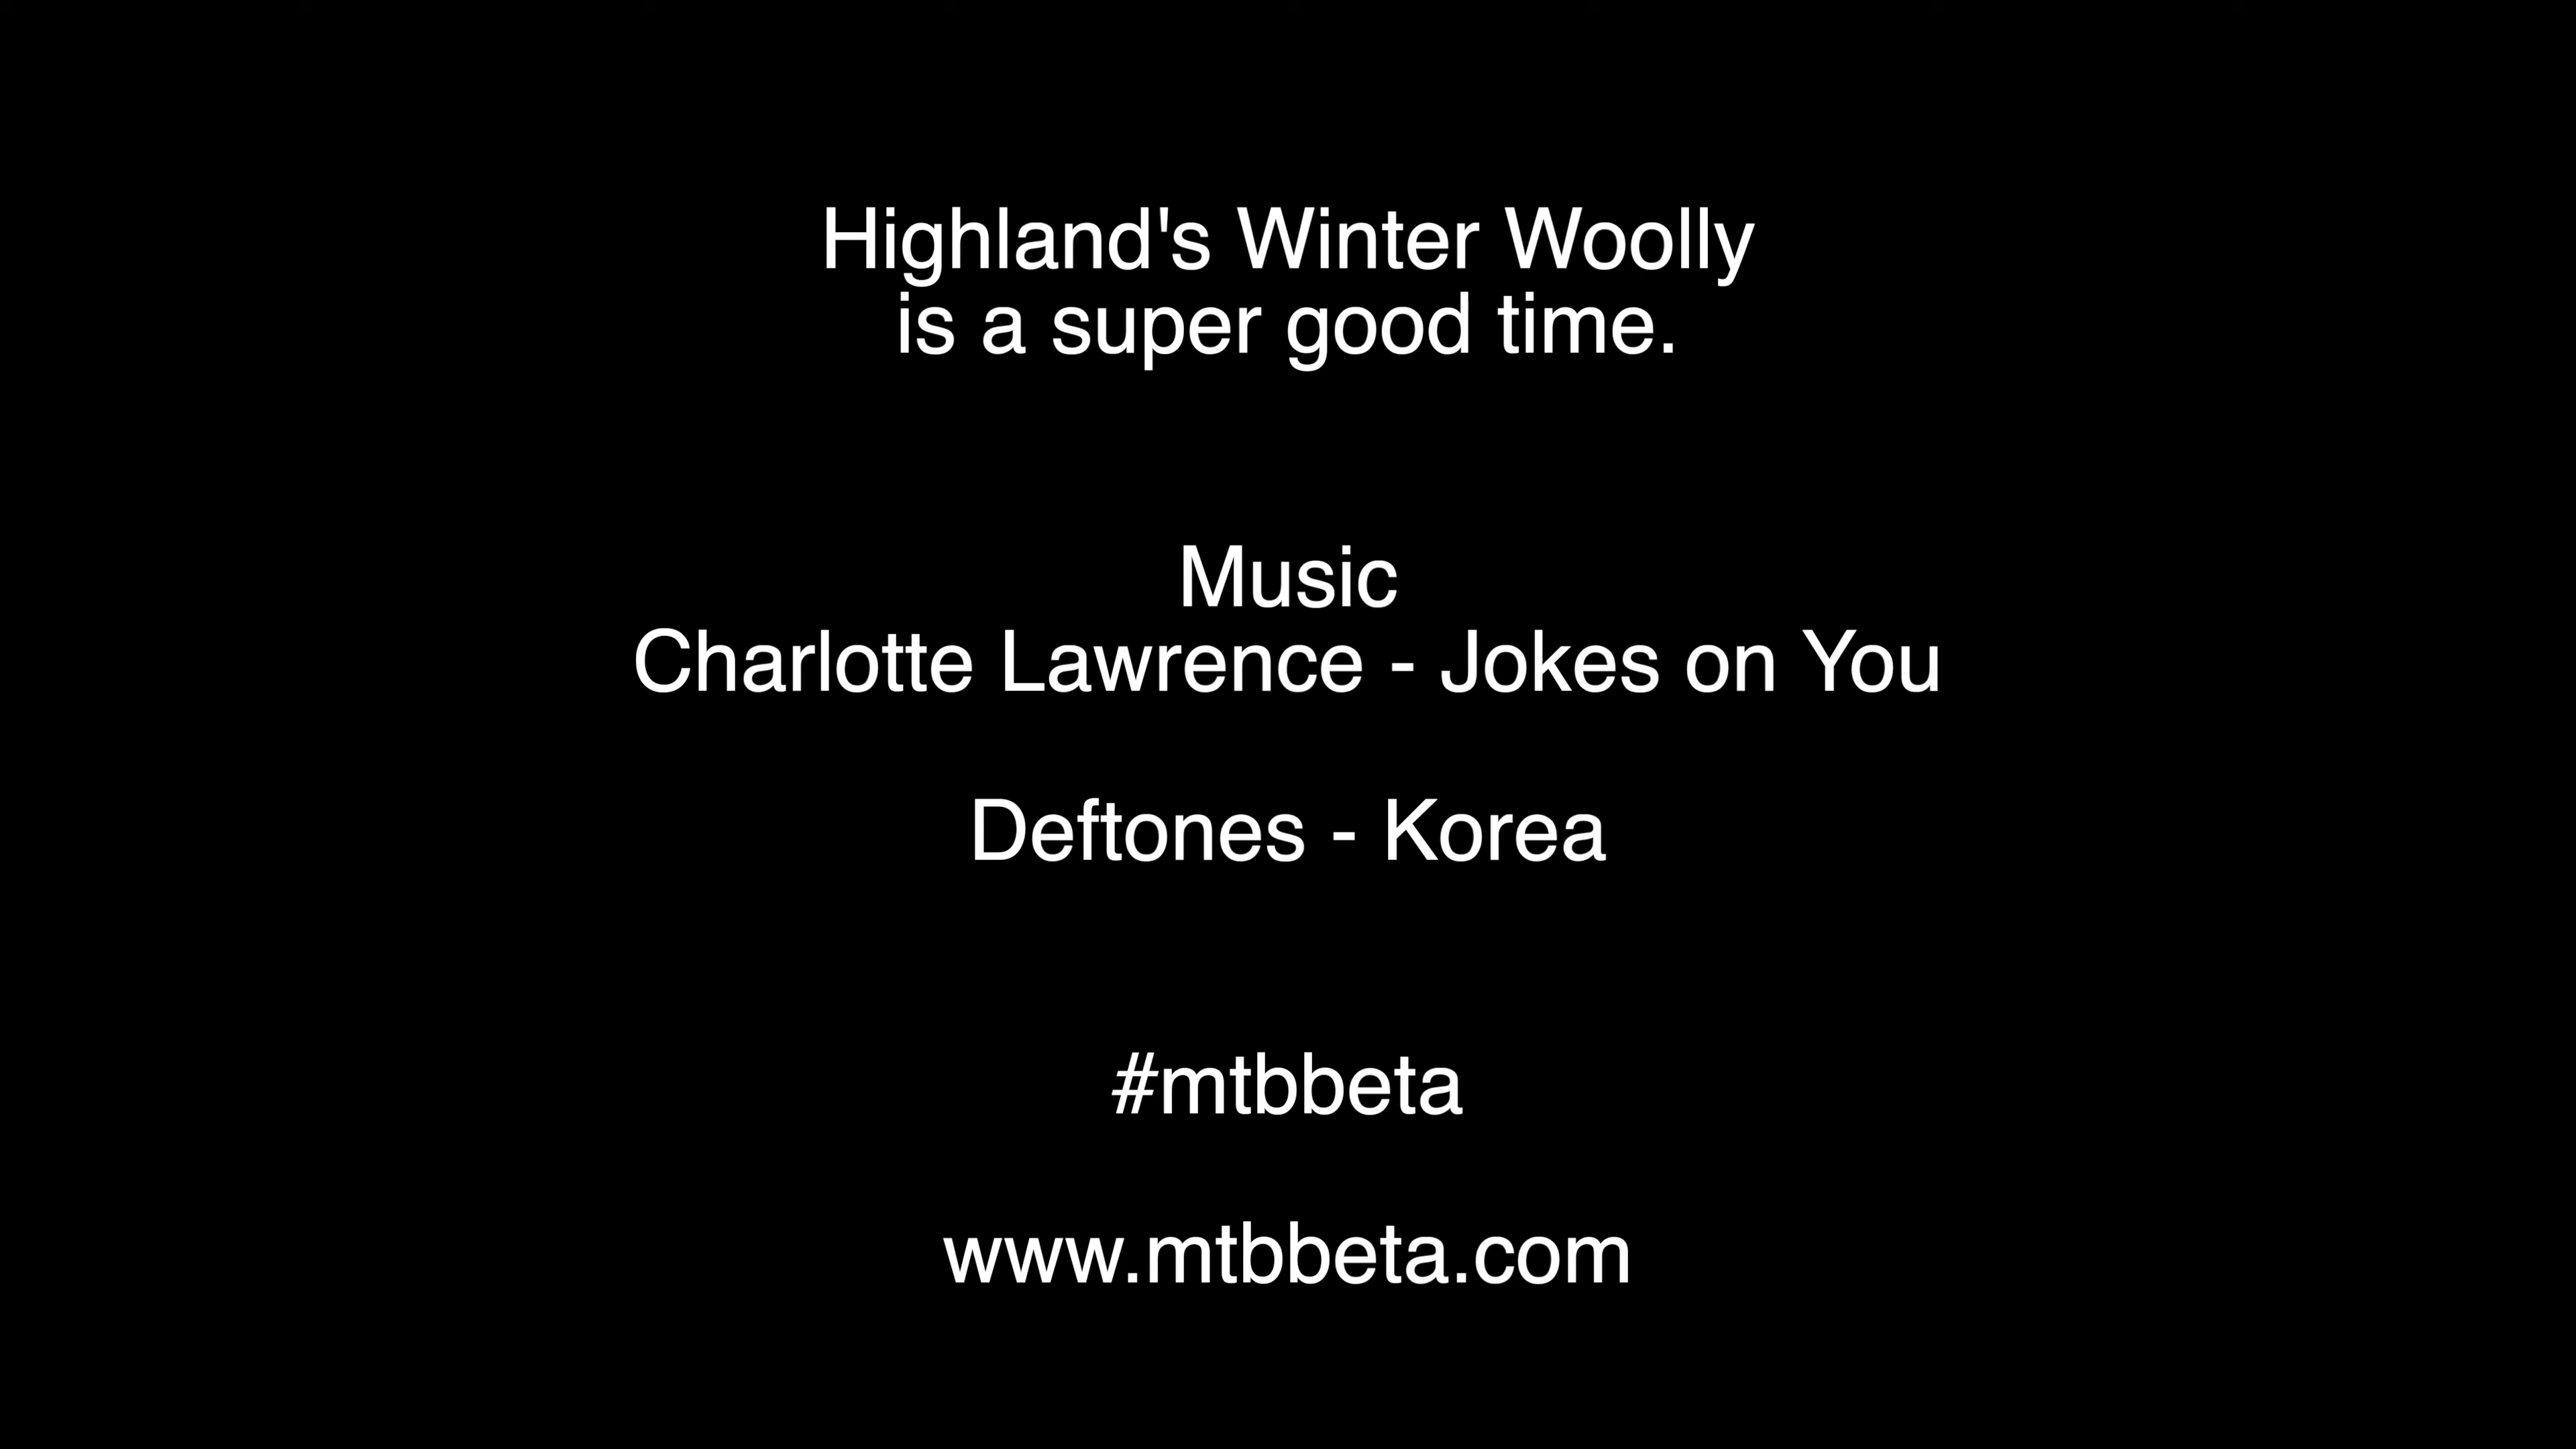 Highland's Winter Woolly
is a super good time.
Music
Charlotte Lawrence - Jokes on You
Deftones - Korea
#mtbbeta
www.mtbbeta.com